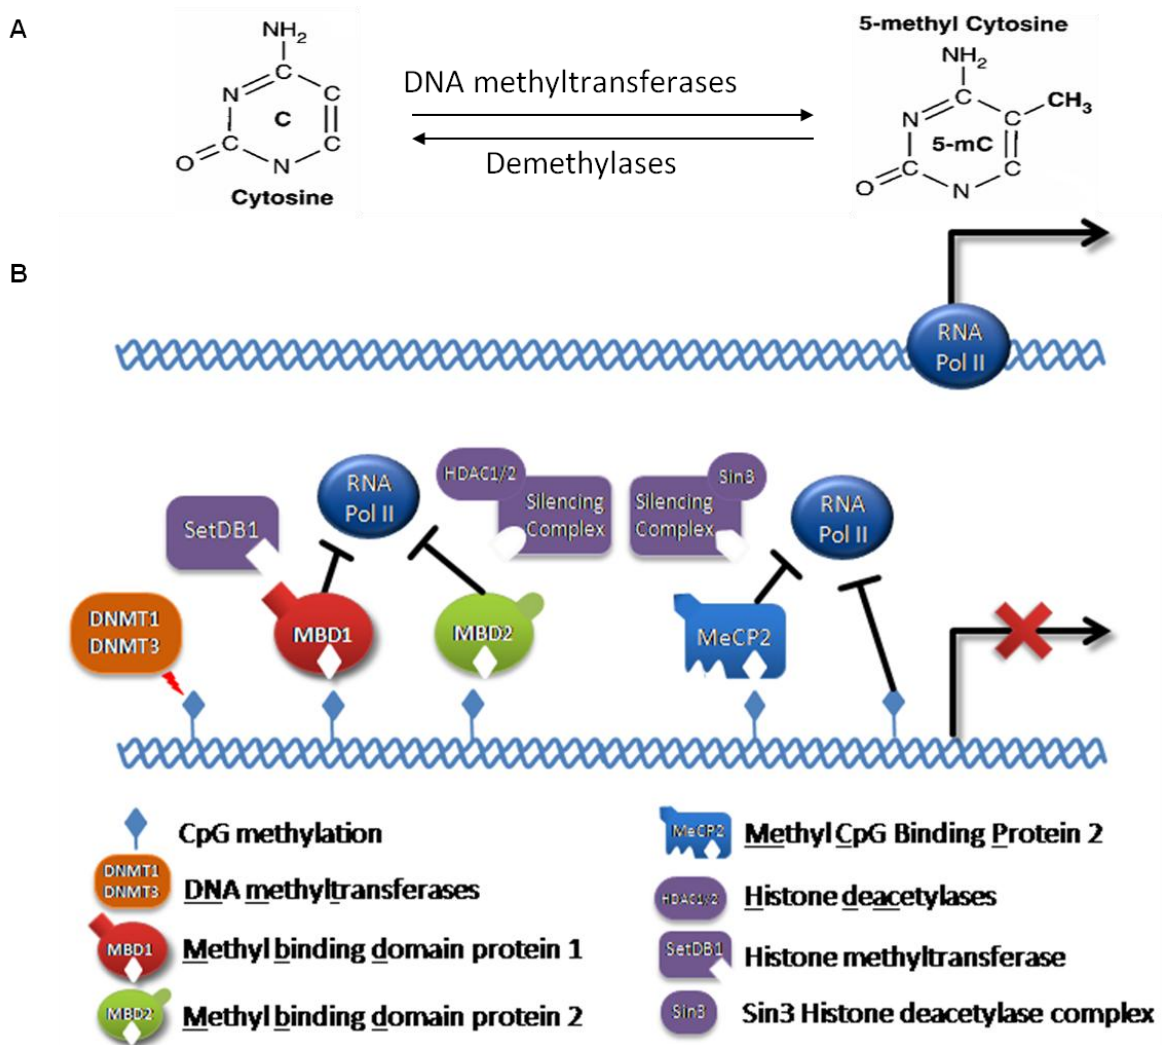 A
5-methyl Cytosine
NH2
NH2
C
N
C
C
C
C
N
O
Cytosine
DNA methyltransferases
Demethylases
C
N
C
CH3
5-mC
C
C
N
O
B
RNA
Pol II
HDAC1/2
Silencing
Complex
Sin3
Silencing
Complex
RNA
Pol II
RNA
Pol II
SetDB1
DNMT1
DNMT3
MBD1
MBD2
MeCP2
CpG methylation
DNMT1
DNMT3
DNA methyltransferases
MBD1
Methyl binding domain protein 1
MBD2
Methyl binding domain protein 2
MeCP2
Methyl CpG Binding Protein 2
HDAC1/2
Histone deacetylases
SetDB1
Histone methyltransferase
Sin3
Sin3 Histone deacetylase complex